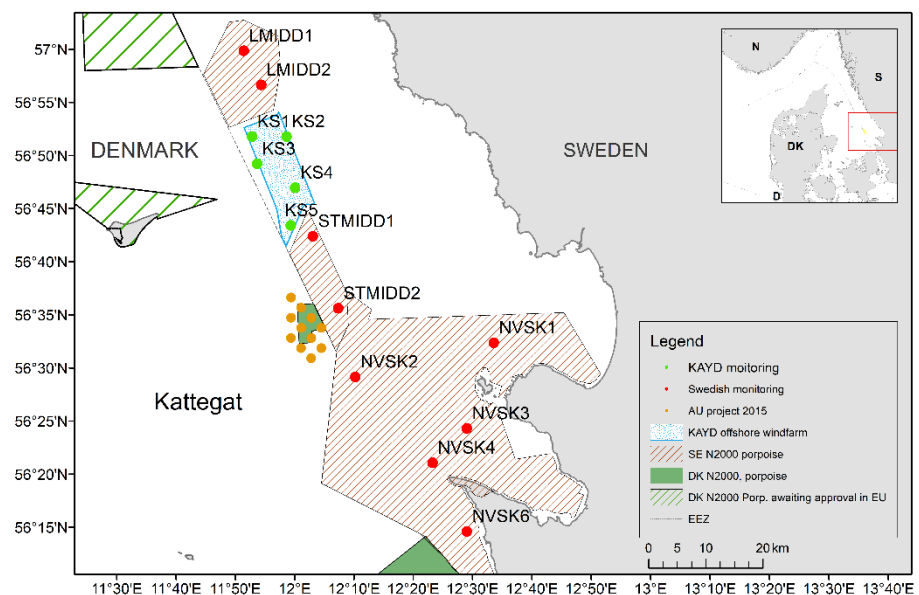 57°N
56°55'N
56°50'N
56°45'N
56°40'N
56°35'N
56°30'N
56°25'N
56°20'N
56°15'N
LMIDD1
LMIDD2
KS1
KS2
KS3
KS4
KS5
STMIDD1
STMIDD2
NVSK1
NVSK2
NVSK3
NVSK4
NVSK6
DENMARK
SWEDEN
Kattegat
N
S
DK
D
Legend
KAYD moitoring
Swedish monitoring
AU project 2015
KAYD offshore windfarm
SE N2000 porpoise
DK N2000. porpoise
DK N2000 Porp. awaiting approval in EU
EEZ
0 5 10 20 km
11°30'E 11°40'E 11°50'E 12°E 12°10'E 12°20'E 12°30'E 12°40'E 12°50'E 13°E 13°10'E 13°20'E 13°30'E 13°40'E